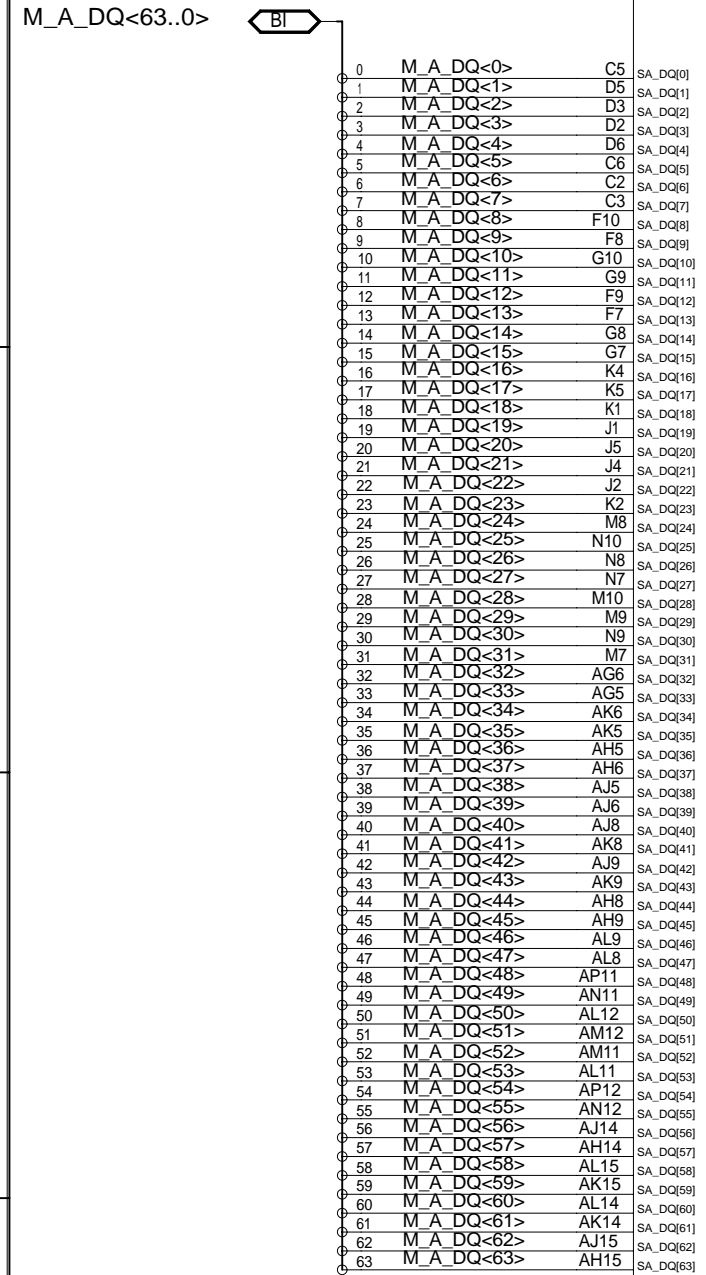 M_A_DQ<63..0> BI
0 M_A_DQ<0> C5 SA_DQ[0]
1 M_A_DQ<1> D5 SA_DQ[1]
2 M_A_DQ<2> D3 SA_DQ[2]
3 M_A_DQ<3> D2 SA_DQ[3]
4 M_A_DQ<4> D6 SA_DQ[4]
5 M_A_DQ<5> C6 SA_DQ[5]
6 M_A_DQ<6> C2 SA_DQ[6]
7 M_A_DQ<7> C3 SA_DQ[7]
8 M_A_DQ<8> F10 SA_DQ[8]
9 M_A_DQ<9> F8 SA_DQ[9]
10 M_A_DQ<10> G10 SA_DQ[10]
11 M_A_DQ<11> G9 SA_DQ[11]
12 M_A_DQ<12> F9 SA_DQ[12]
13 M_A_DQ<13> F7 SA_DQ[13]
14 M_A_DQ<14> G8 SA_DQ[14]
15 M_A_DQ<15> G7 SA_DQ[15]
16 M_A_DQ<16> K4 SA_DQ[16]
17 M_A_DQ<17> K5 SA_DQ[17]
18 M_A_DQ<18> K1 SA_DQ[18]
19 M_A_DQ<19> J1 SA_DQ[19]
20 M_A_DQ<20> J5 SA_DQ[20]
21 M_A_DQ<21> J4 SA_DQ[21]
22 M_A_DQ<22> J2 SA_DQ[22]
23 M_A_DQ<23> K2 SA_DQ[23]
24 M_A_DQ<24> M8 SA_DQ[24]
25 M_A_DQ<25> N10 SA_DQ[25]
26 M_A_DQ<26> N8 SA_DQ[26]
27 M_A_DQ<27> N7 SA_DQ[27]
28 M_A_DQ<28> M10 SA_DQ[28]
29 M_A_DQ<29> M9 SA_DQ[29]
30 M_A_DQ<30> N9 SA_DQ[30]
31 M_A_DQ<31> M7 SA_DQ[31]
32 M_A_DQ<32> AG6 SA_DQ[32]
33 M_A_DQ<33> AG5 SA_DQ[33]
34 M_A_DQ<34> AK6 SA_DQ[34]
35 M_A_DQ<35> AK5 SA_DQ[35]
36 M_A_DQ<36> AH5 SA_DQ[36]
37 M_A_DQ<37> AH6 SA_DQ[37]
38 M_A_DQ<38> AJ5 SA_DQ[38]
39 M_A_DQ<39> AJ6 SA_DQ[39]
40 M_A_DQ<40> AJ8 SA_DQ[40]
41 M_A_DQ<41> AK8 SA_DQ[41]
42 M_A_DQ<42> AJ9 SA_DQ[42]
43 M_A_DQ<43> AK9 SA_DQ[43]
44 M_A_DQ<44> AH8 SA_DQ[44]
45 M_A_DQ<45> AH9 SA_DQ[45]
46 M_A_DQ<46> AL9 SA_DQ[46]
47 M_A_DQ<47> AL8 SA_DQ[47]
48 M_A_DQ<48> AP11 SA_DQ[48]
49 M_A_DQ<49> AN11 SA_DQ[49]
50 M_A_DQ<50> AL12 SA_DQ[50]
51 M_A_DQ<51> AM12 SA_DQ[51]
52 M_A_DQ<52> AM11 SA_DQ[52]
53 M_A_DQ<53> AL11 SA_DQ[53]
54 M_A_DQ<54> AP12 SA_DQ[54]
55 M_A_DQ<55> AN12 SA_DQ[55]
56 M_A_DQ<56> AJ14 SA_DQ[56]
57 M_A_DQ<57> AH14 SA_DQ[57]
58 M_A_DQ<58> AL15 SA_DQ[58]
59 M_A_DQ<59> AK15 SA_DQ[59]
60 M_A_DQ<60> AL14 SA_DQ[60]
61 M_A_DQ<61> AK14 SA_DQ[61]
62 M_A_DQ<62> AJ15 SA_DQ[62]
63 M_A_DQ<63> AH15 SA_DQ[63]